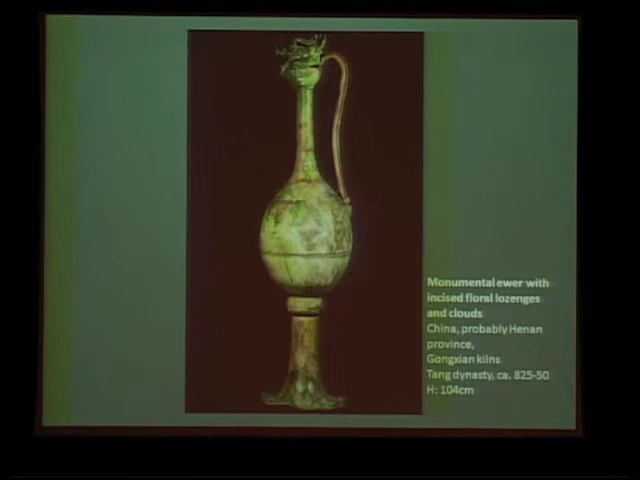 Monumental ewer with
incised floral lozenges
and clouds
China, probably Henan
province,
Gongxian kilns
Tang dynasty, ca. 825-50
H: 104cm